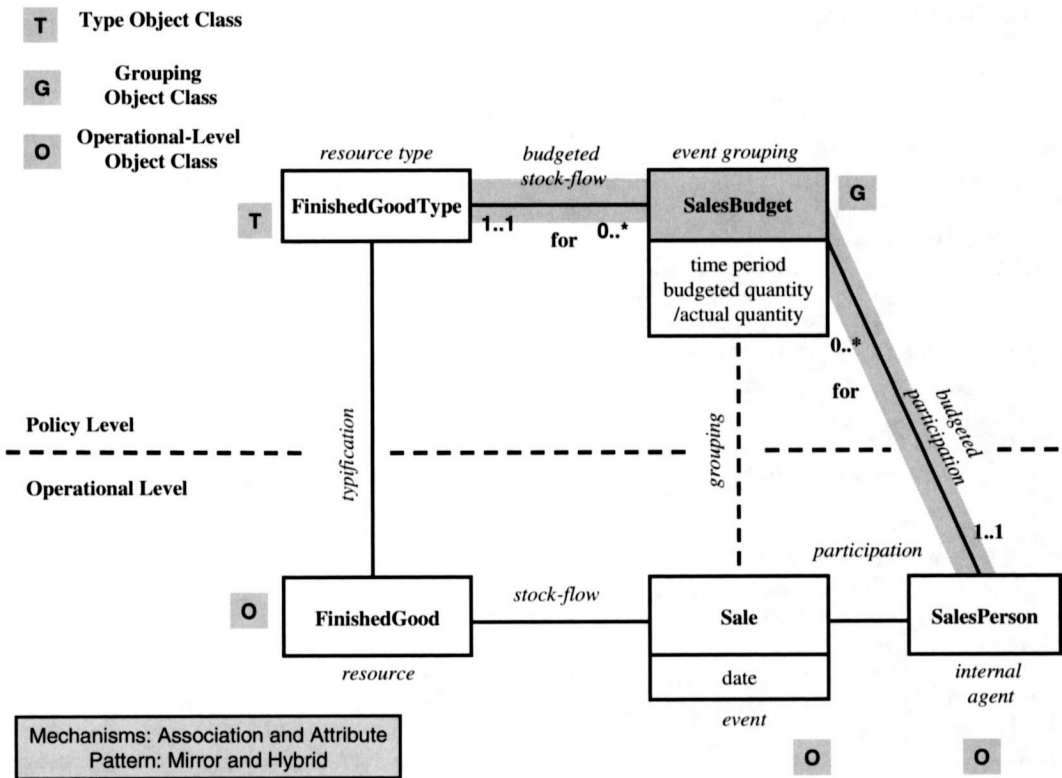 T
Type Object Class
G
Grouping
Object Class
O
Operational-Level
Object Class
resource type
budgeted
stock-flow
event grouping
T
FinishedGoodType
SalesBudget
G
1..1
for
0..*
time period
budgeted quantity
/actual quantity
0..*
for
budgeted
participation
grouping
typification
Policy Level
Operational Level
1..1
participation
O
FinishedGood
stock-flow
Sale
SalesPerson
resource
date
internal
agent
event
Mechanisms: Association and Attribute
Pattern: Mirror and Hybrid
O
O